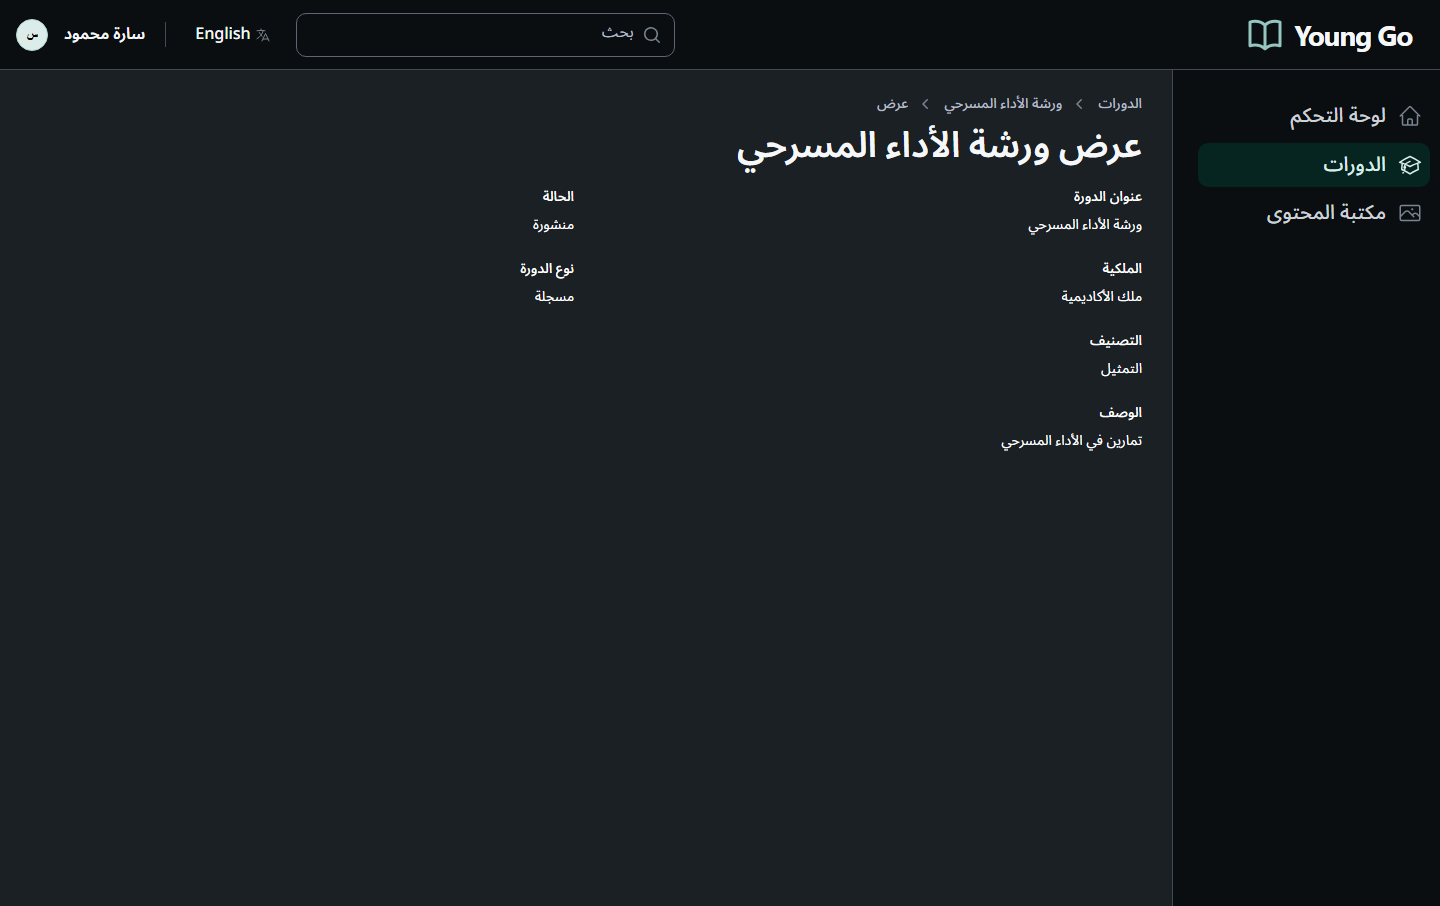 Young Go
بحث
English
سارة محمود
س
لوحة التحكم
الدورات
مكتبة المحتوى
الدورات
ورشة الأداء المسرحي
عرض
عرض ورشة الأداء المسرحي
عنوان الدورة
ورشة الأداء المسرحي
الحالة
منشورة
الملكية
ملك الأكاديمية
نوع الدورة
مسجلة
التصنيف
التمثيل
الوصف
تمارين في الأداء المسرحي